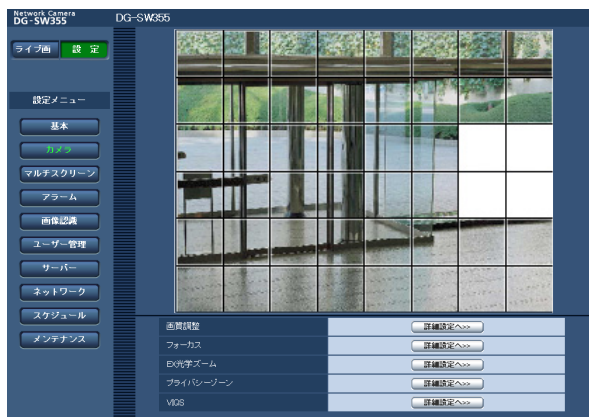 Network Camera
DG-SW355
DG-SW355
ライブ画 設 定
設定メニュー
基本
カメラ
マルチスクリーン
アラーム
画像認識
ユーザー管理
サーバー
ネットワーク
スケジュール
メンテナンス
画質調整 詳細設定へ>>
フォーカス 詳細設定へ>>
EX光学ズーム 詳細設定へ>>
プライバシーゾーン 詳細設定へ>>
VIQS 詳細設定へ>>